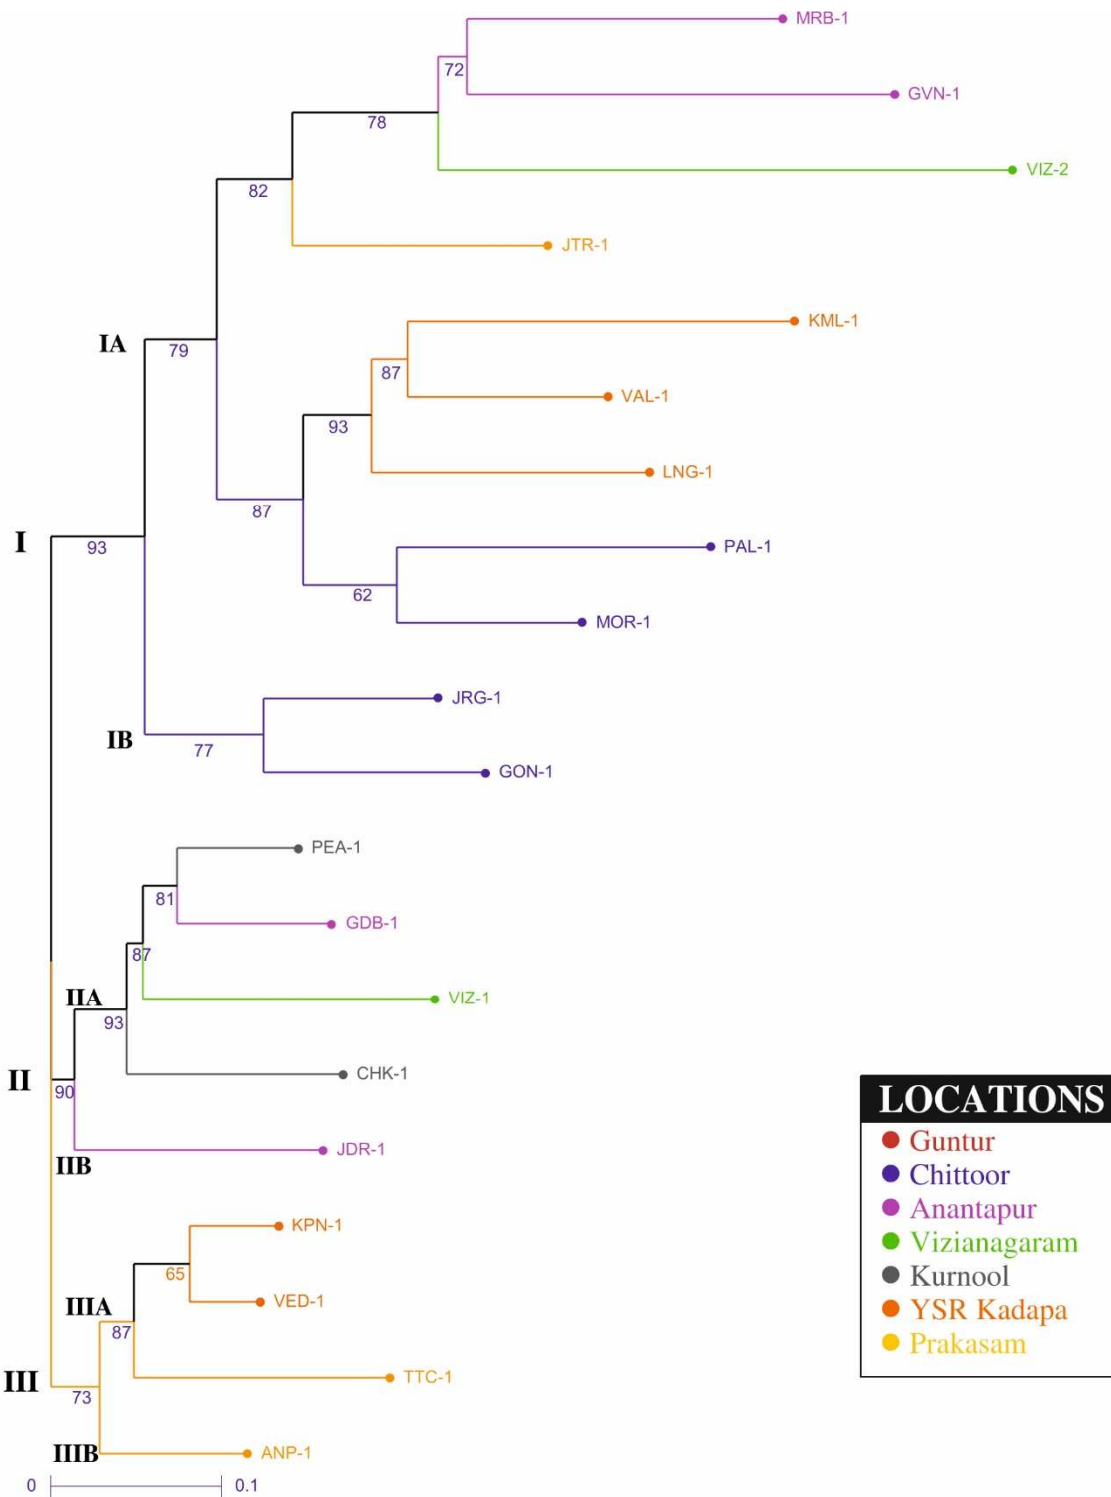 MRB-1
72
GVN-1
78
VIZ-2
82
JTR-1
KML-1
IA
79
87
VAL-1
93
LNG-1
87
I
93
PAL-1
62
MOR-1
JRG-1
IB
77
GON-1
PEA-1
81
GDB-1
87
IIA
VIZ-1
93
CHK-1
II
90
LOCATIONS
Guntur
Chittoor
Anantapur
Vizianagaram
Kurnool
YSR Kadapa
Prakasam
JDR-1
IIB
KPN-1
65
IIIA
VED-1
87
III
TTC-1
73
IIIB
ANP-1
0 0.1